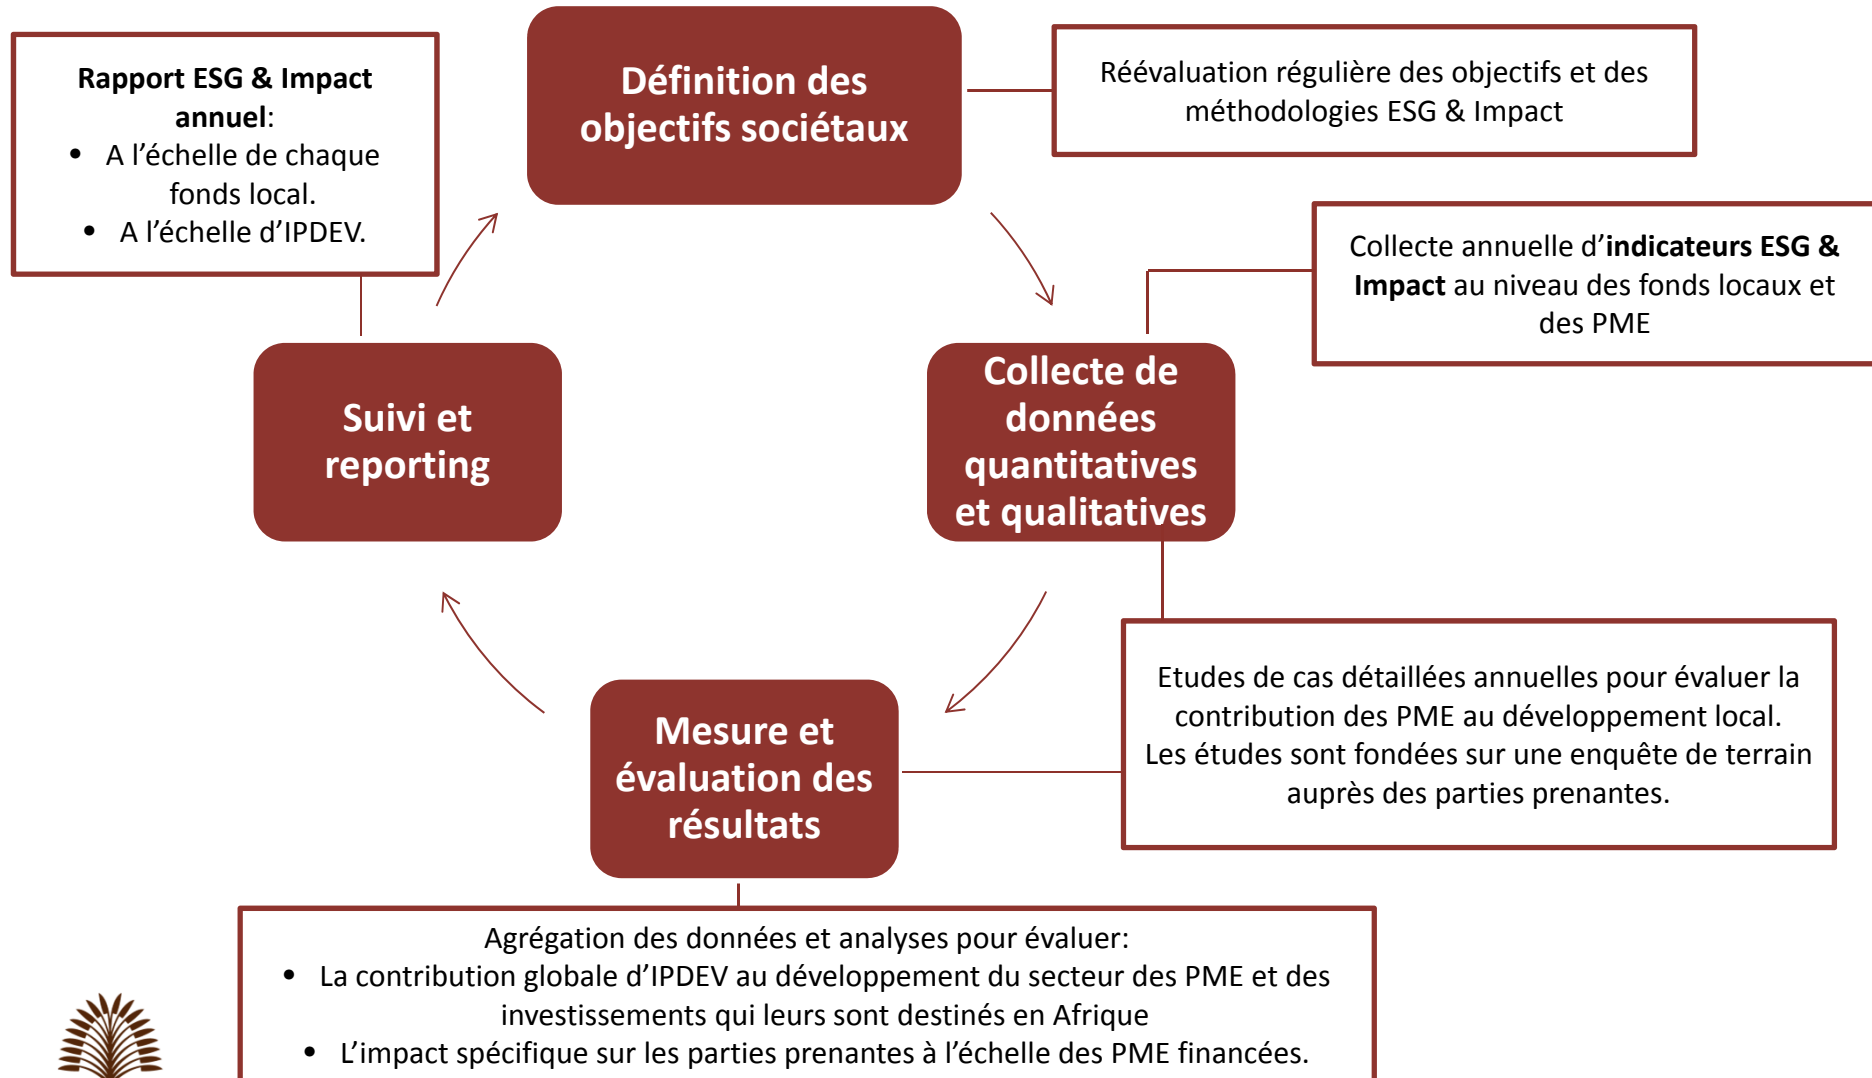 Rapport ESG & Impact
annuel:
• A l’échelle de chaque
fonds local.
• A l’échelle d’IPDEV.
Définition des
objectifs sociétaux
Réévaluation régulière des objectifs et des
méthodologies ESG & Impact
Collecte annuelle d’indicateurs ESG &
Impact au niveau des fonds locaux et
des PME
Suivi et
reporting
Collecte de
données
quantitatives
et qualitatives
Etudes de cas détaillées annuelles pour évaluer la
contribution des PME au développement local.
Les études sont fondées sur une enquête de terrain
auprès des parties prenantes.
Mesure et
évaluation des
résultats
Agrégation des données et analyses pour évaluer:
• La contribution globale d’IPDEV au développement du secteur des PME et des
investissements qui leurs sont destinés en Afrique
• L’impact spécifique sur les parties prenantes à l’échelle des PME financées.